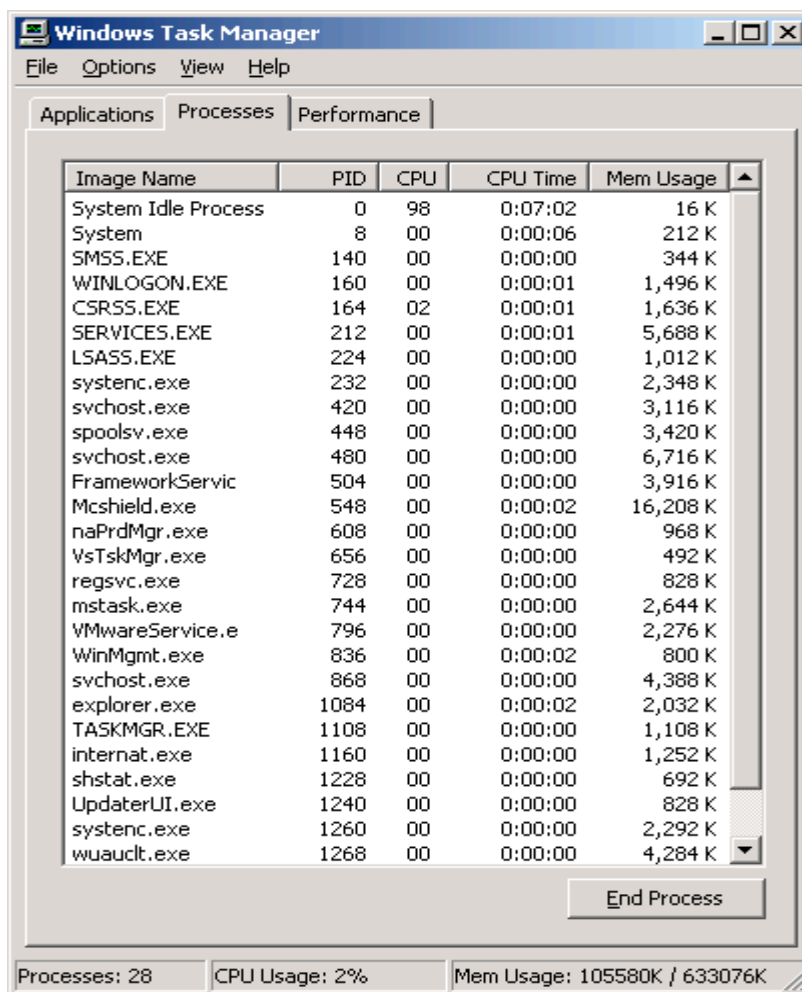 Windows Task Manager
File Options View Help
Applications Processes Performance
Image Name PID CPU CPU Time Mem Usage
System Idle Process 0 98 0:07:02 16 K
System 8 00 0:00:06 212 K
SMSS.EXE 140 00 0:00:00 344 K
WINLOGON.EXE 160 00 0:00:01 1,496 K
CSRSS.EXE 164 02 0:00:01 1,636 K
SERVICES.EXE 212 00 0:00:01 5,688 K
LSASS.EXE 224 00 0:00:00 1,012 K
systenc.exe 232 00 0:00:00 2,348 K
svchost.exe 420 00 0:00:00 3,116 K
spoolsv.exe 448 00 0:00:00 3,420 K
svchost.exe 480 00 0:00:00 6,716 K
FrameworkServic 504 00 0:00:00 3,916 K
Mcshield.exe 548 00 0:00:02 16,208 K
naPrdMgr.exe 608 00 0:00:00 968 K
VsTskMgr.exe 656 00 0:00:00 492 K
regsvc.exe 728 00 0:00:00 828 K
mstask.exe 744 00 0:00:00 2,644 K
VMwareService.e 796 00 0:00:00 2,276 K
WinMgmt.exe 836 00 0:00:02 800 K
svchost.exe 868 00 0:00:00 4,388 K
explorer.exe 1084 00 0:00:02 2,032 K
TASKMGR.EXE 1108 00 0:00:00 1,108 K
internat.exe 1160 00 0:00:00 1,252 K
shstat.exe 1228 00 0:00:00 692 K
UpdaterUI.exe 1240 00 0:00:00 828 K
systenc.exe 1260 00 0:00:00 2,292 K
wuauclt.exe 1268 00 0:00:00 4,284 K
End Process
Processes: 28 CPU Usage: 2% Mem Usage: 105580K / 633076K